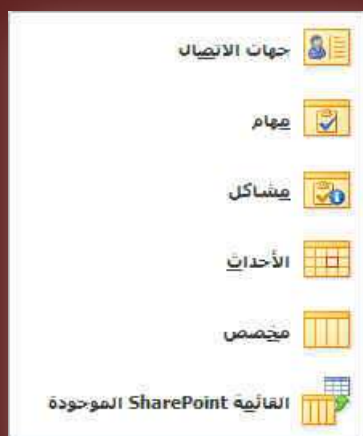 جهات الاتصال
مهام
مشاكل
الأحداث
مخصص
القائمة SharePoint الموجودة